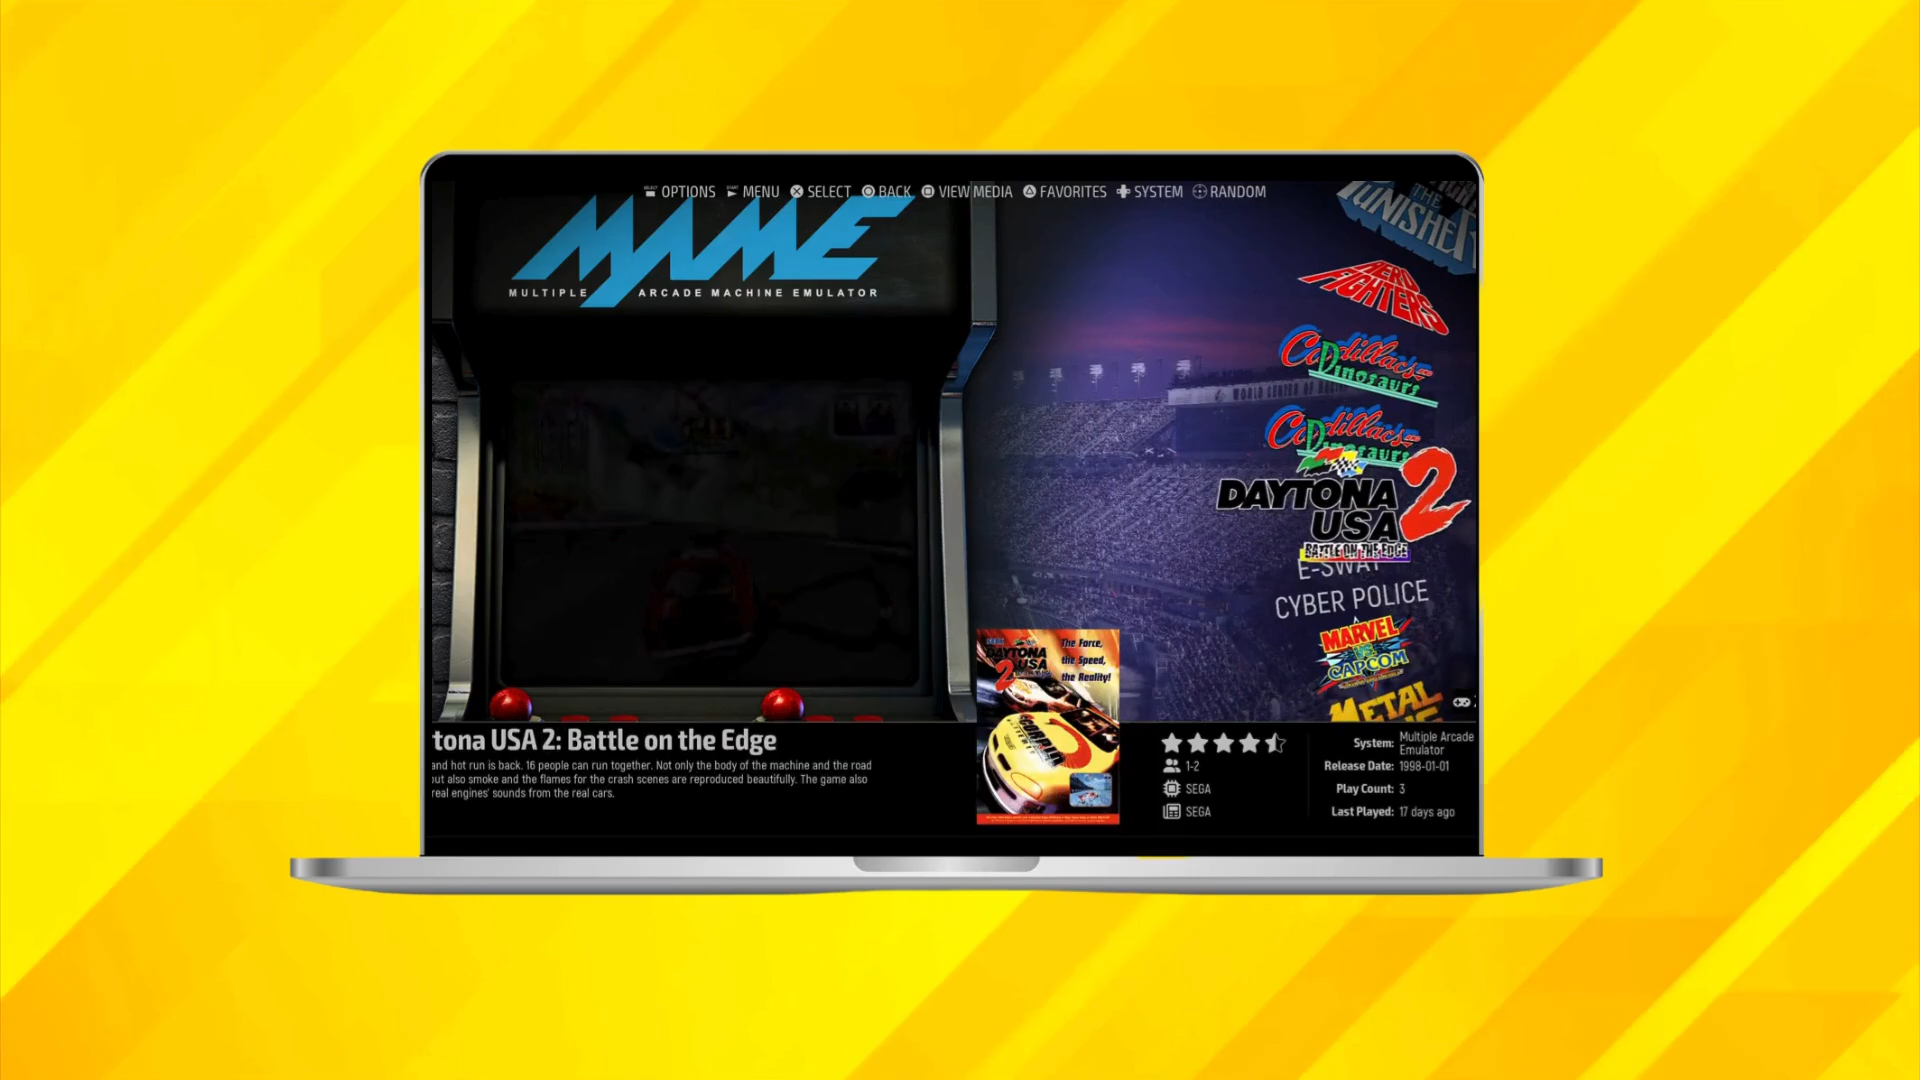 OPTIONS MENU SELECT BACK VIEW MEDIA FAVORITES SYSTEM RANDOM
MAME
MULTIPLE ARCADE MACHINE EMULATOR
THE
PUNISHER
AERO
FIGHTERS
Cadillacs
Dinosaurs
WORLD CENTER OF
Cadillacs
Dinosaurs
DAYTONA 2
USA
BATTLE ON THE EDGE
E-SWAT
CYBER POLICE
MARVEL
VS.
CAPCOM
METAL
tona USA 2: Battle on the Edge
and hot run is back. 16 people can run together. Not only the body of the machine and the road
out also smoke and the flames for the crash scenes are reproduced beautifully. The game also
real engines' sounds from the real cars.
DAYTONA
USA
2
The Force,
the Speed,
the Reality!
SCORPIO
1-2
SEGA
SEGA
System: Multiple Arcade
Emulator
Release Date: 1998-01-01
Play Count: 3
Last Played: 17 days ago